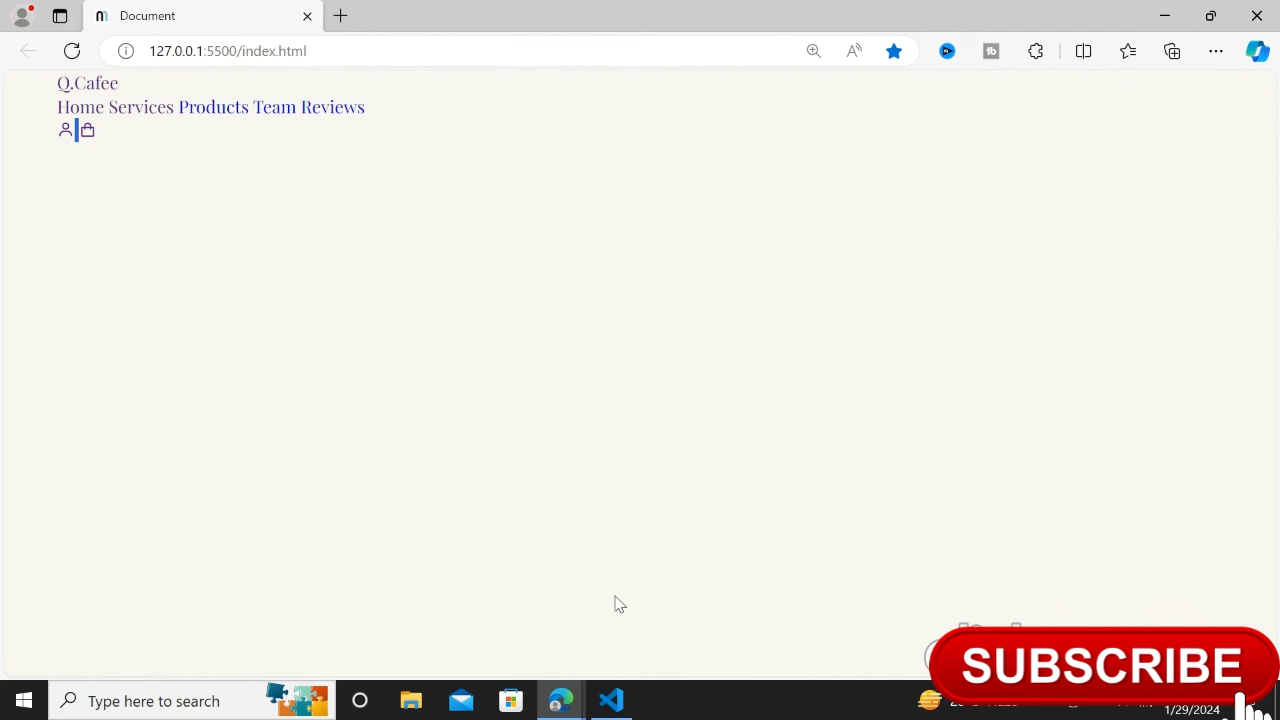 Document
127.0.0.1:5500/index.html
Q.Cafee
Home Services Products Team Reviews
SUBSCRIBE
Type here to search
1/29/2024